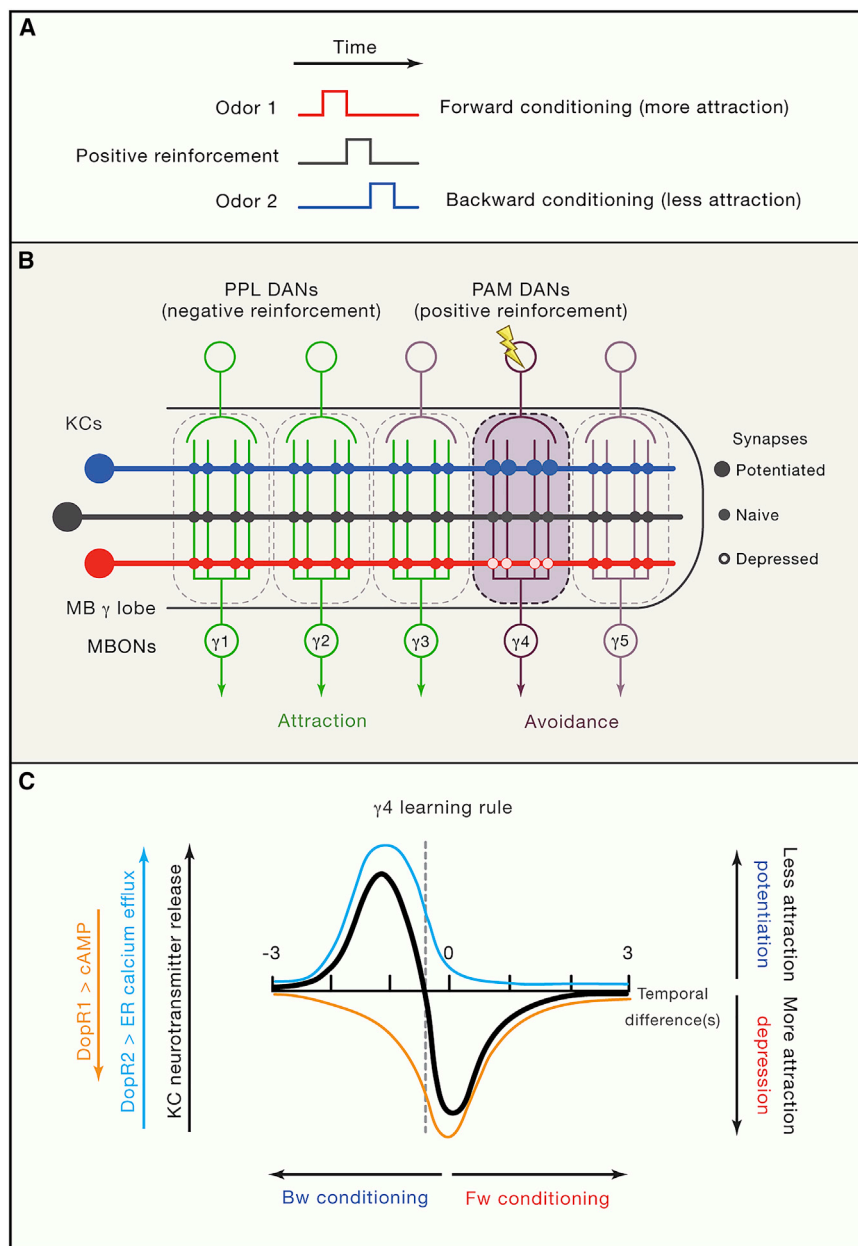 A
Time
Odor 1
Forward conditioning (more attraction)
Positive reinforcement
Odor 2
Backward conditioning (less attraction)
B
PPL DANs
(negative reinforcement)
PAM DANs
(positive reinforcement)
KCs
Synapses
Potentiated
Naive
Depressed
MB γ lobe
MBONs
γ1
γ2
γ3
γ4
γ5
Attraction
Avoidance
C
γ4 learning rule
DopR1 > cAMP
DopR2 > ER calcium efflux
KC neurotransmitter release
-3
0
3
Temporal
difference(s)
potentiation
Less attraction
depression
More attraction
Bw conditioning
Fw conditioning